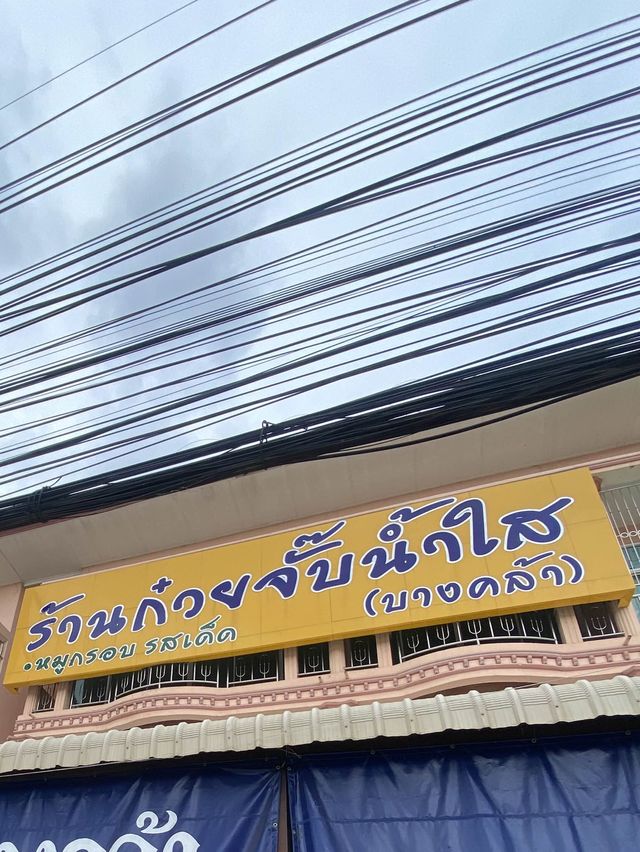 ร้านก๋วยจั๊บน้ำใส
(บางคล้า)
•หมูกรอบ รสเด็ด